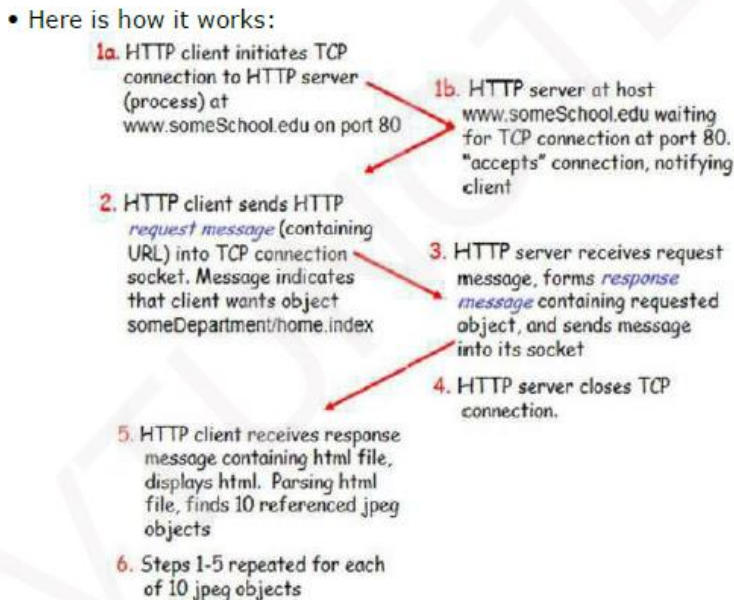 • Here is how it works:
1a. HTTP client initiates TCP
connection to HTTP server
(process) at
www.someSchool.edu on port 80
1b. HTTP server at host
www.someSchool.edu waiting
for TCP connection at port 80.
"accepts" connection, notifying
client
2. HTTP client sends HTTP
request message (containing
URL) into TCP connection
socket. Message indicates
that client wants object
someDepartment/home.index
3. HTTP server receives request
message, forms response
message containing requested
object, and sends message
into its socket
4. HTTP server closes TCP
connection.
5. HTTP client receives response
message containing html file,
displays html. Parsing html
file, finds 10 referenced jpeg
objects
6. Steps 1-5 repeated for each
of 10 jpeg objects